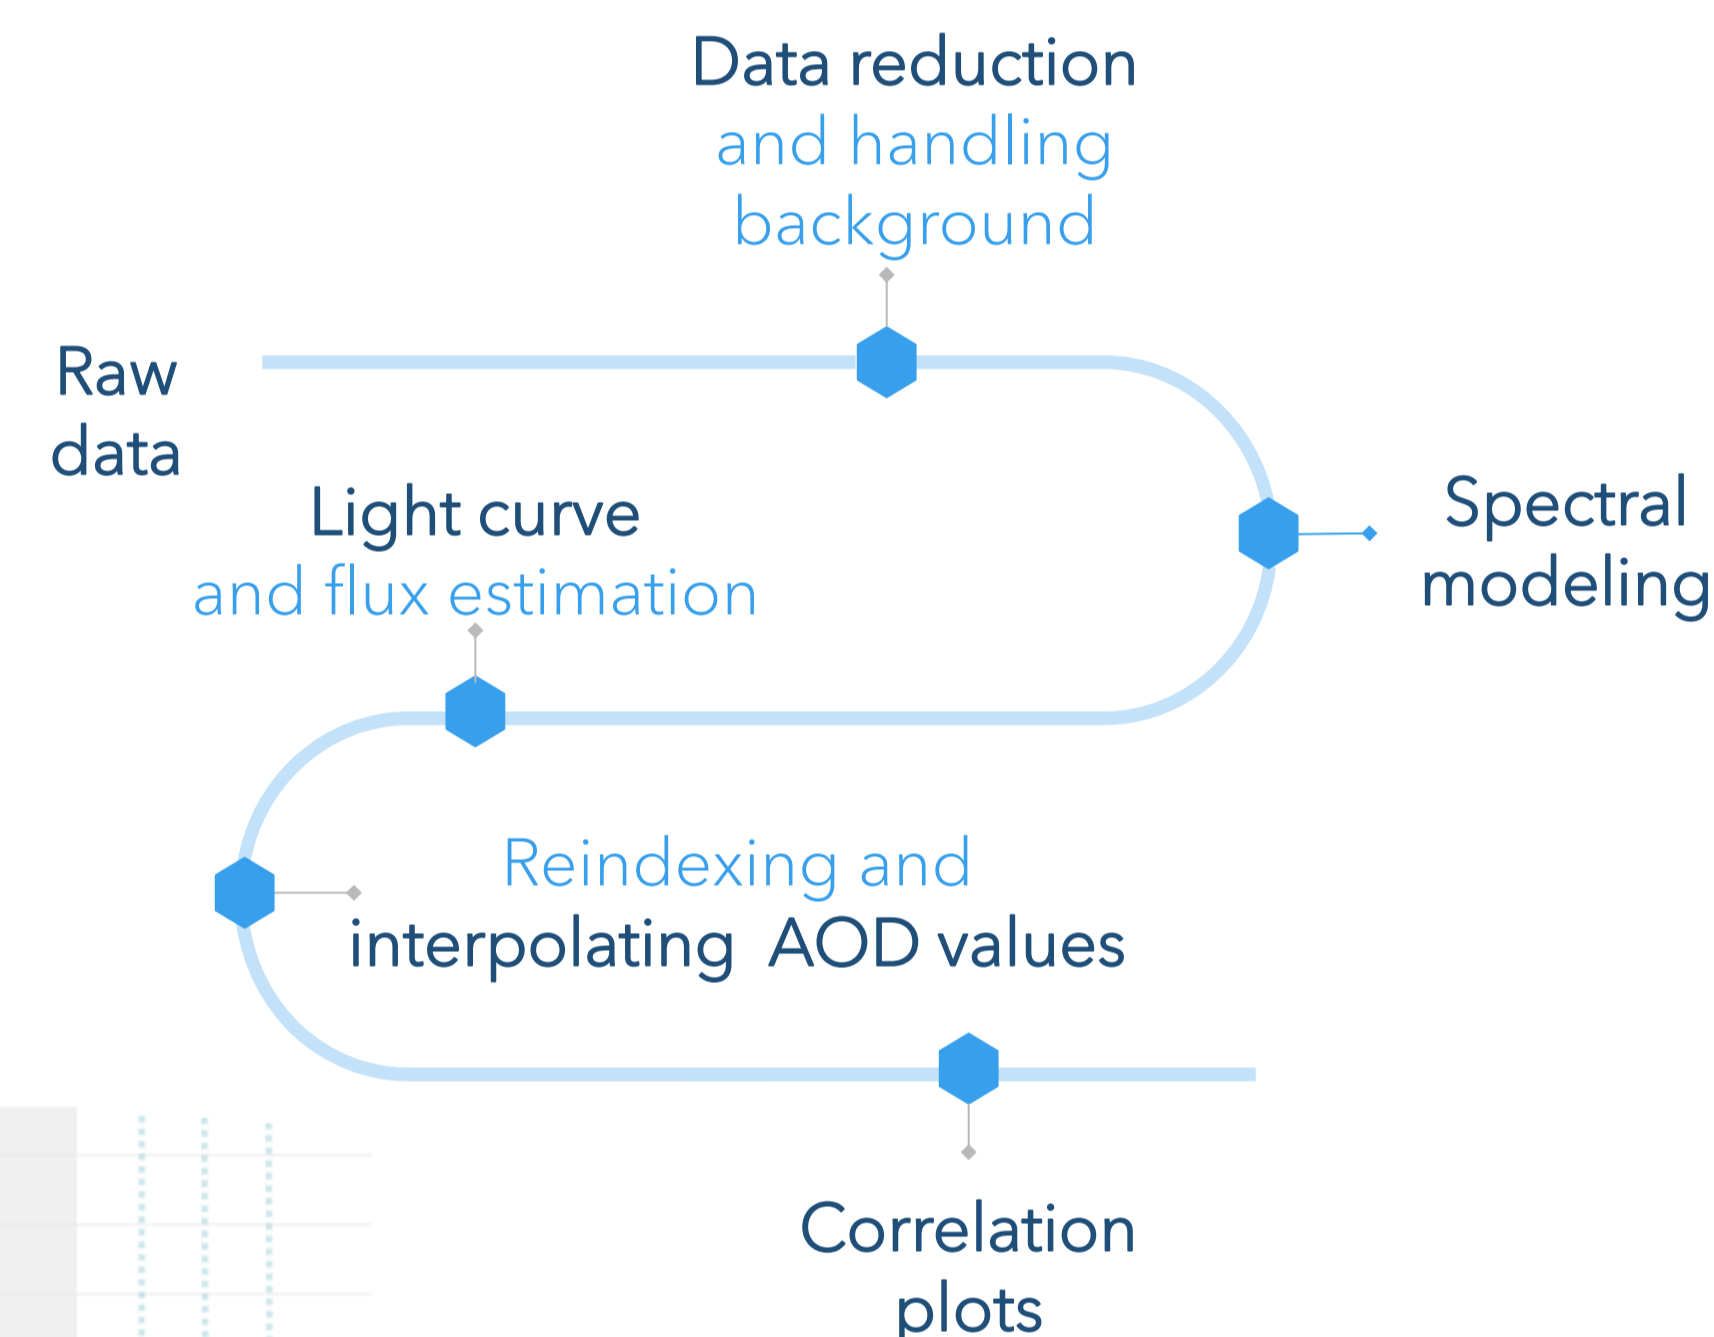 Data reduction
and handling
background
Raw
data
Spectral
modeling
Light curve
and flux estimation
Reindexing and
interpolating  AOD values
Correlation
plots